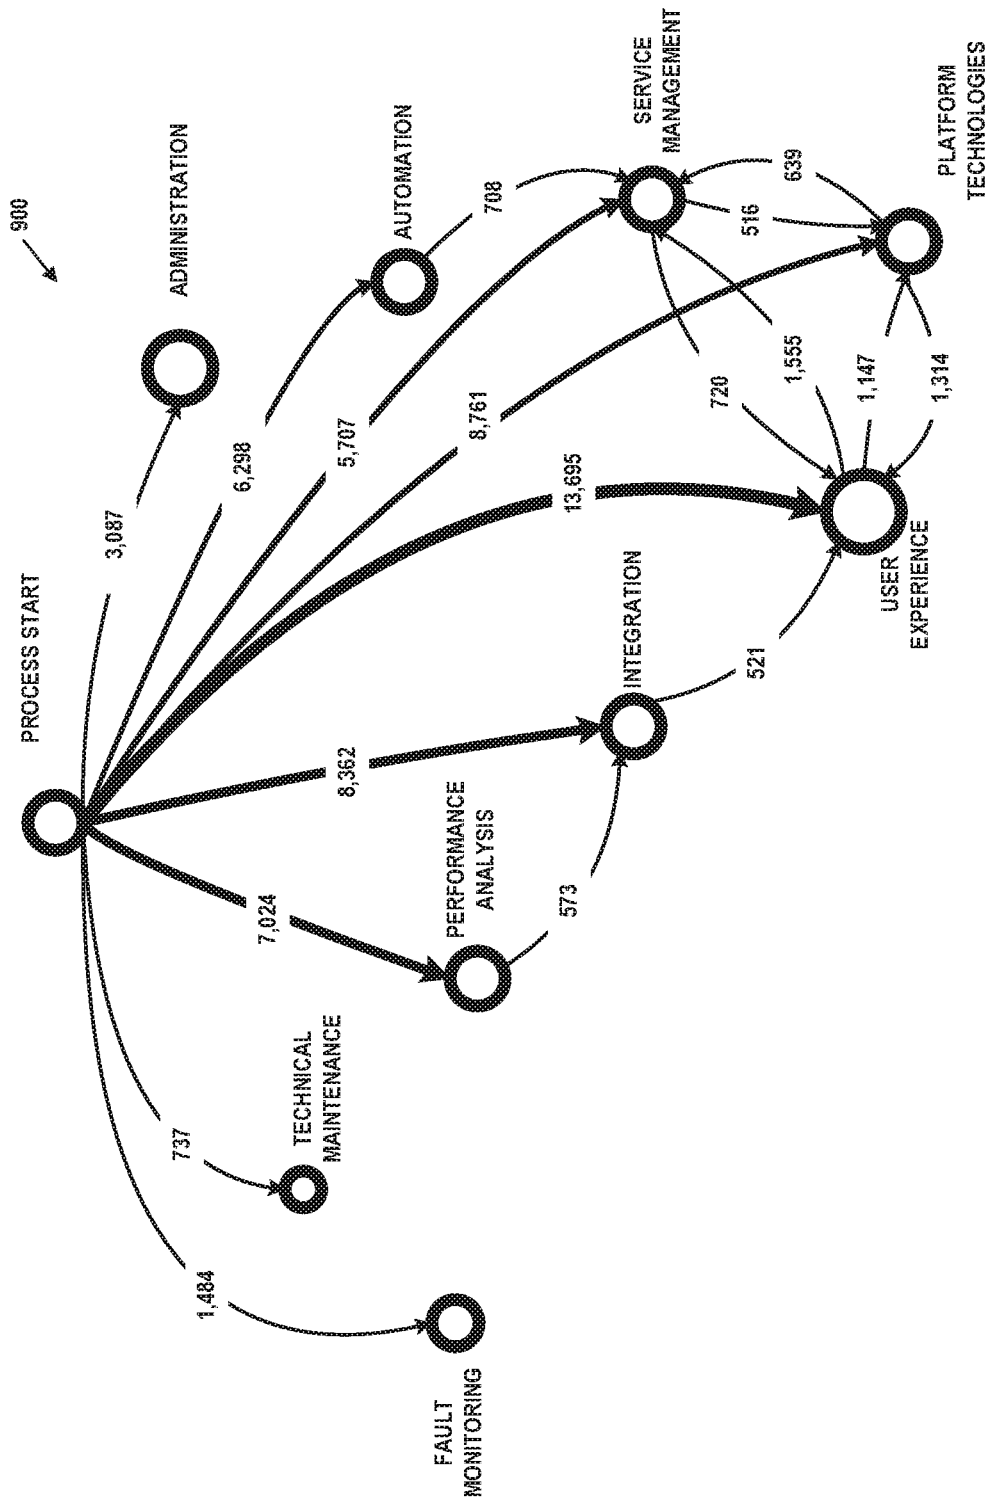 900
PROCESS START
ADMINISTRATION
AUTOMATION
SERVICE
MANAGEMENT
PLATFORM
TECHNOLOGIES
USER
EXPERIENCE
INTEGRATION
PERFORMANCE
ANALYSIS
TECHNICAL
MAINTENANCE
FAULT
MONITORING
3,087
6,298
5,707
8,761
13,695
8,362
7,024
737
1,484
708
639
516
720
1,555
1,147
1,314
521
573